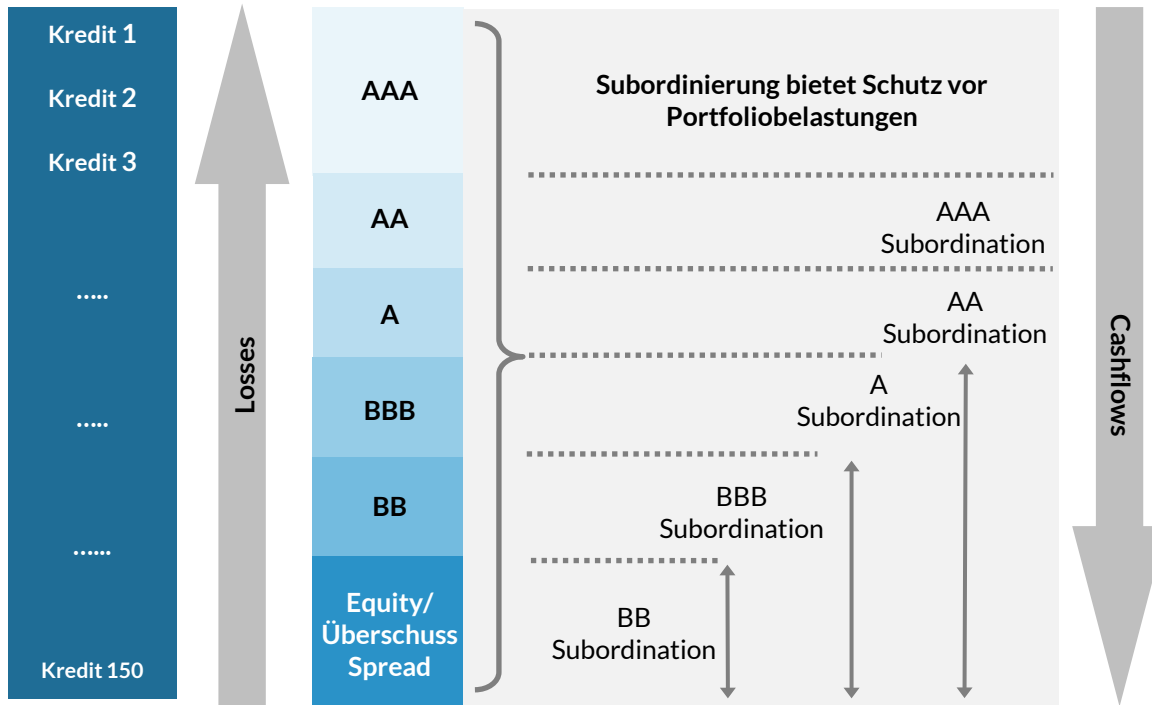 Kredit 1
Kredit 2
Kredit 3
.....
.....
......
Kredit 150
Losses
AAA
AA
A
BBB
BB
Equity/
Überschuss
Spread
Subordinierung bietet Schutz vor
Portfoliobelastungen
AAA
Subordination
AA
Subordination
A
Subordination
BBB
Subordination
BB
Subordination
Cashflows